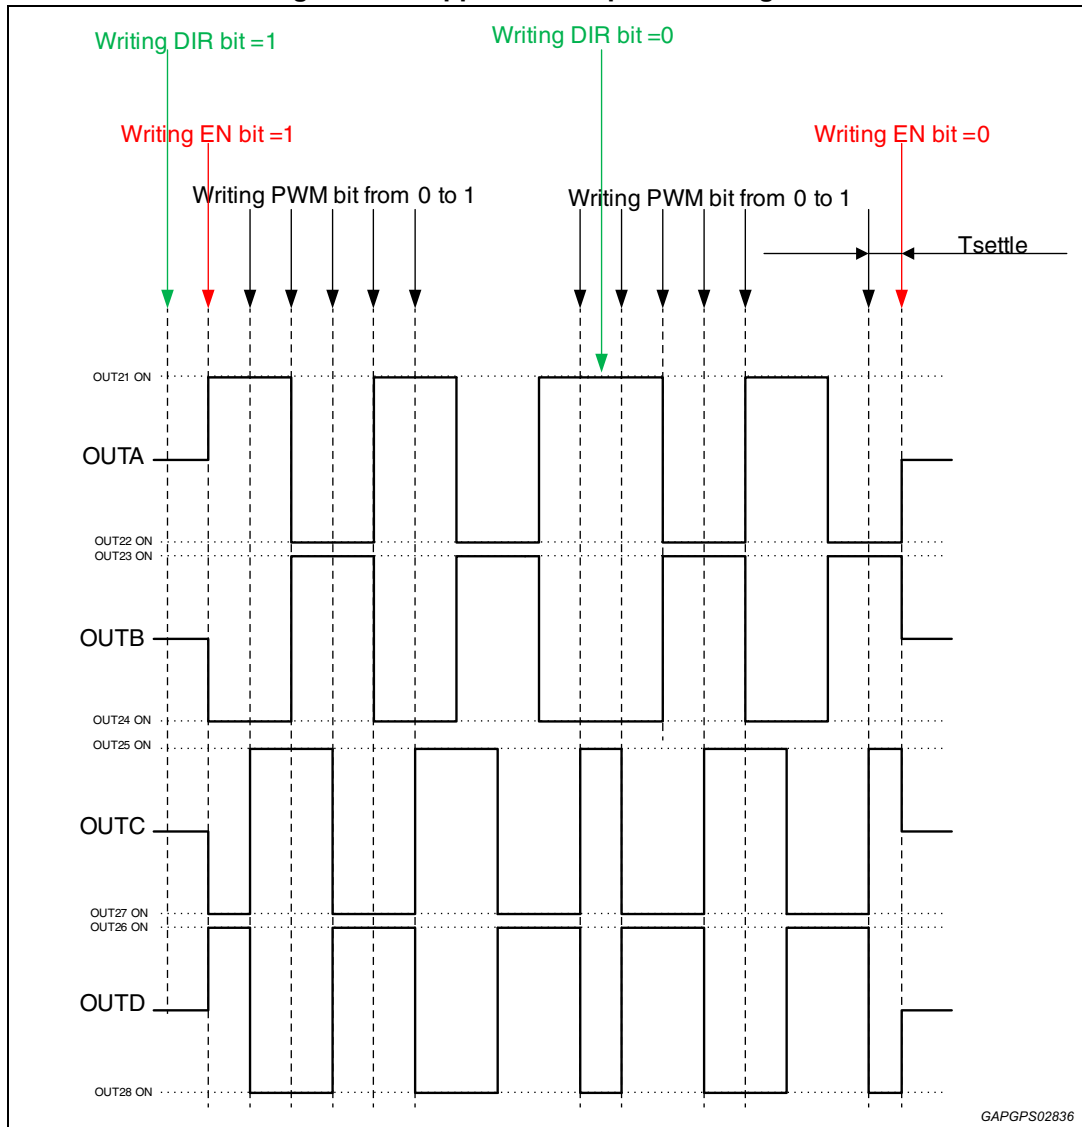 Writing DIR bit =1
Writing DIR bit =0
Writing EN bit =1
Writing EN bit =0
Writing PWM bit from 0 to 1
Writing PWM bit from 0 to 1
Tsettle
OUT21 ON
OUTA
OUT22 ON
OUT23 ON
OUTB
OUT24 ON
OUT25 ON
OUTC
OUT27 ON
OUT26 ON
OUTD
OUT28 ON
GAPGPS02836